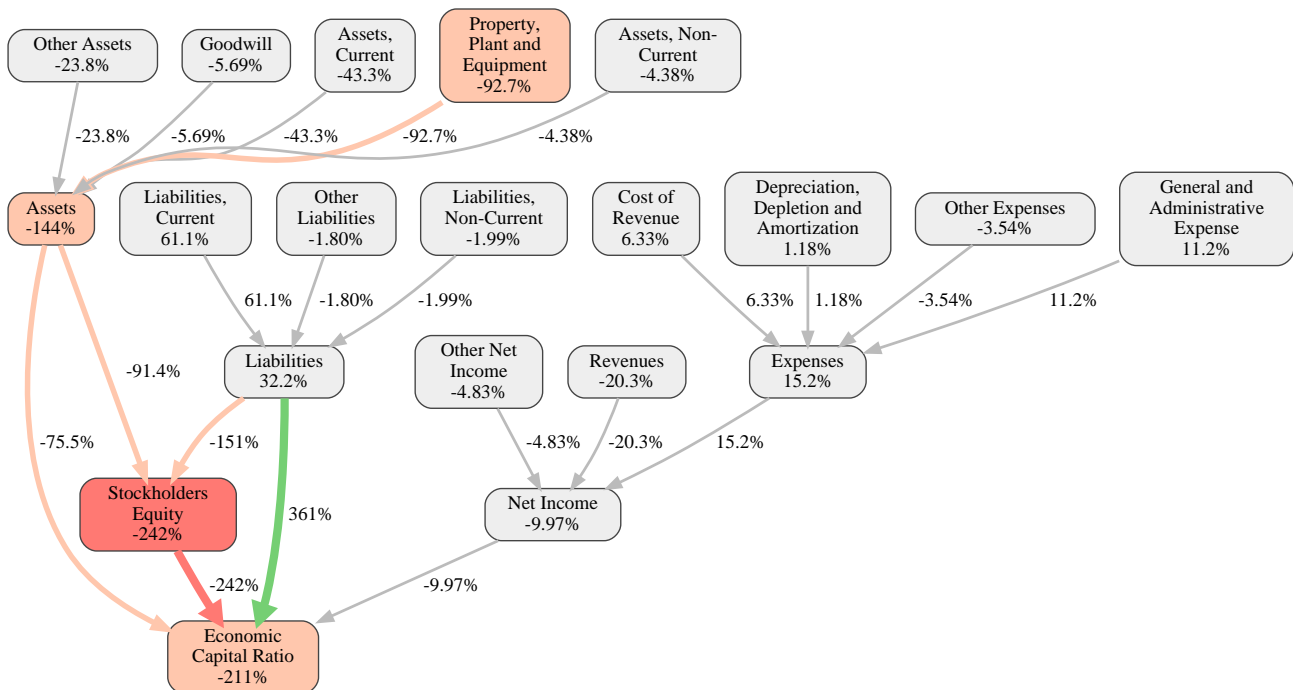 Other Assets
-23.8%
Goodwill
-5.69%
Assets,
Current
-43.3%
Property,
Plant and
Equipment
-92.7%
Assets, Non-
Current
-4.38%
-23.8%
-5.69%
-43.3%
-92.7%
-4.38%
Assets
-144%
Liabilities,
Current
61.1%
Other
Liabilities
-1.80%
Liabilities,
Non-Current
-1.99%
Cost of
Revenue
6.33%
Depreciation,
Depletion and
Amortization
1.18%
Other Expenses
-3.54%
General and
Administrative
Expense
11.2%
61.1%
-1.80%
-1.99%
6.33%
1.18%
-3.54%
11.2%
-91.4%
Liabilities
32.2%
Other Net
Income
-4.83%
Revenues
-20.3%
Expenses
15.2%
-75.5%
-151%
-4.83%
-20.3%
15.2%
Stockholders
Equity
-242%
361%
Net Income
-9.97%
-242%
-9.97%
Economic
Capital Ratio
-211%